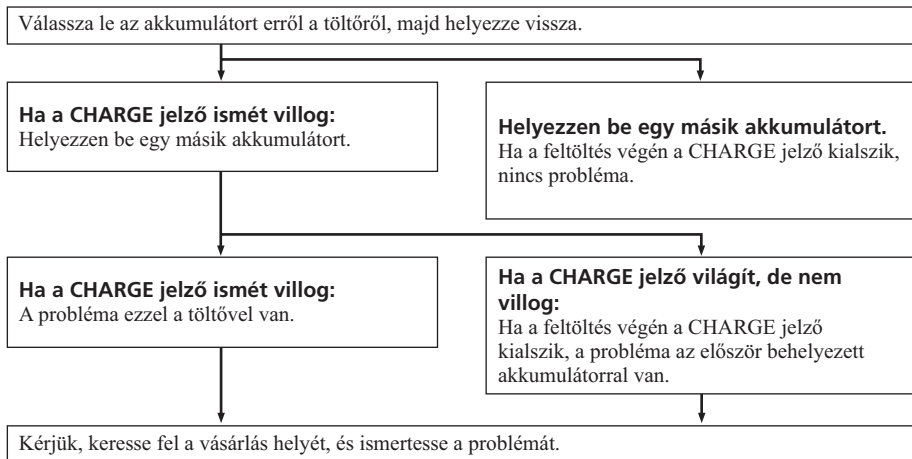 Válassza le az akkumulátort erről a töltőről, majd helyezze vissza.
Ha a CHARGE jelző ismét villog:
Helyezzen be egy másik akkumulátort.
Helyezzen be egy másik akkumulátort.
Ha a feltöltés végén a CHARGE jelző kialszik,
nincs probléma.
Ha a CHARGE jelző ismét villog:
A probléma ezzel a töltővel van.
Ha a CHARGE jelző világít, de nem
villog:
Ha a feltöltés végén a CHARGE jelző
kialszik, a probléma az először behelyezett
akkumulátorral van.
Kérjük, keresse fel a vásárlás helyét, és ismertesse a problémát.